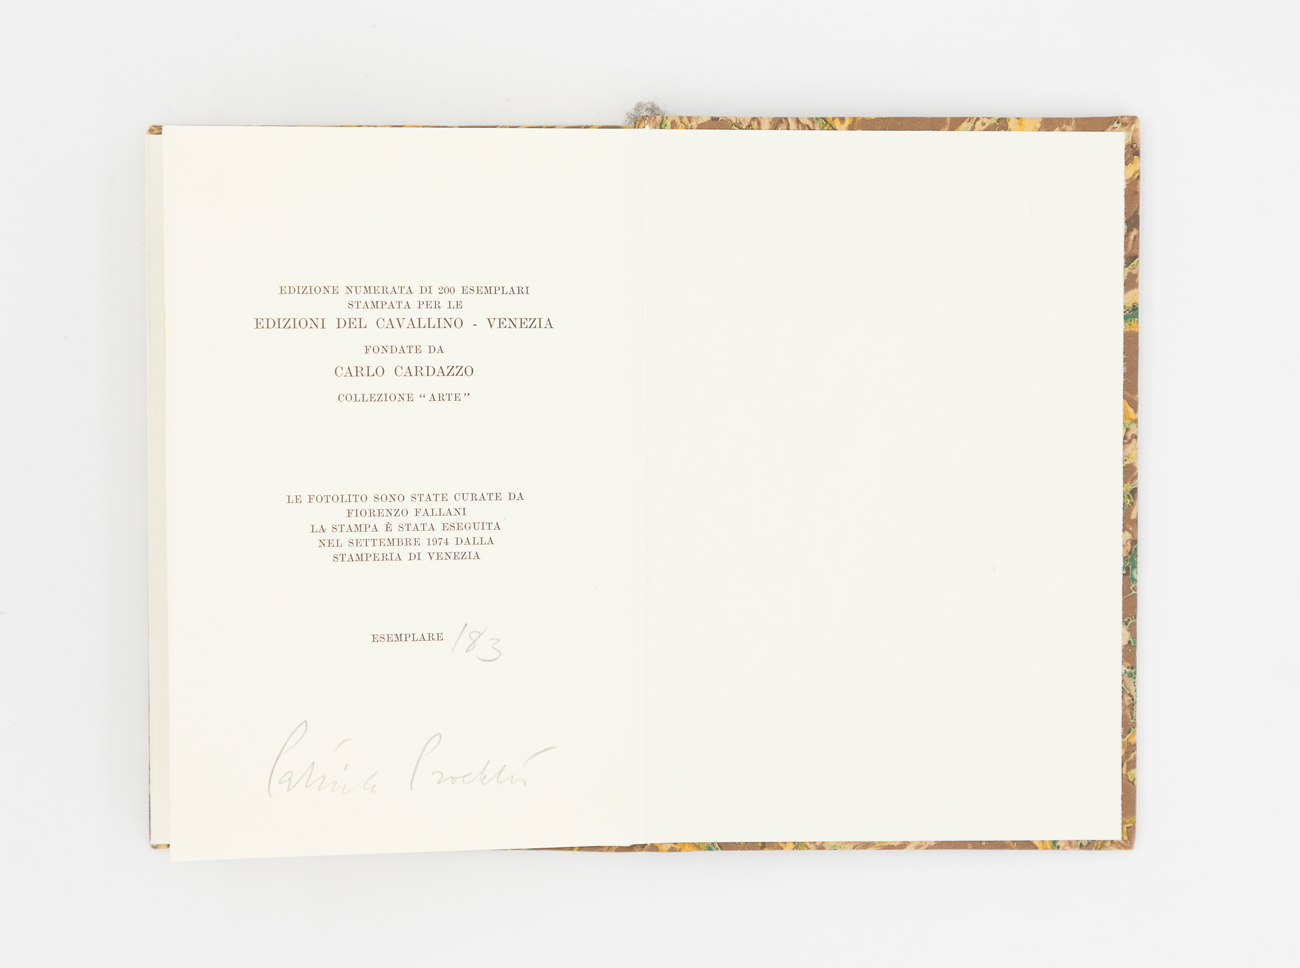 EDIZIONE NUMERATA DI 200 ESEMPLARI
STAMPATA PER LE
EDIZIONI DEL CAVALLINO - VENEZIA
FONDATE DA
CARLO CARDAZZO
COLLEZIONE “ARTE”
LE FOTOLITO SONO STATE CURATE DA
FIORENZO FALLANI
LA STAMPA È STATA ESEGUITA
NEL SETTEMBRE 1974 DALLA
STAMPERIA DI VENEZIA
ESEMPLARE 183
Patrick Procktor